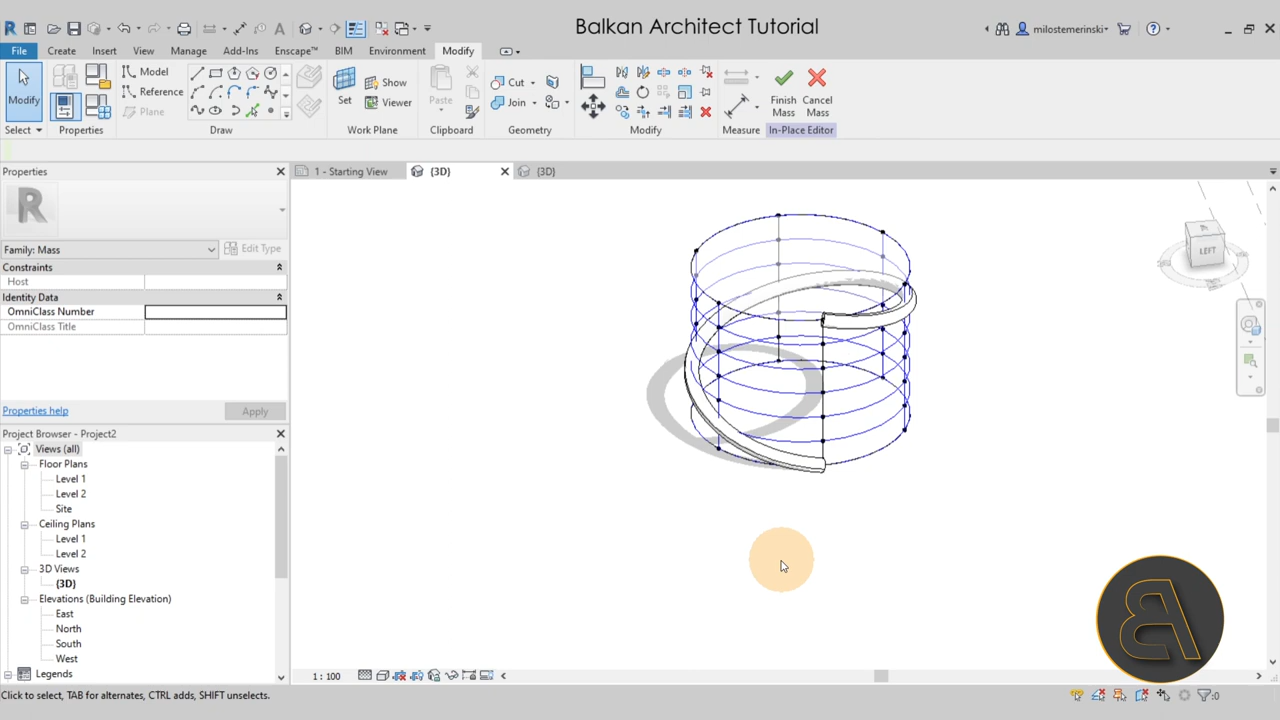 Balkan Architect Tutorial
milostemerinski
File Create Insert View Manage Add-Ins Enscape™ BIM Environment Modify
Modify
Model
Reference
Plane
Set
Show
Viewer
Paste
Cut
Join
Finish Mass
Cancel Mass
Select Properties Draw Work Plane Clipboard Geometry Modify Measure In-Place Editor
Properties
1 - Starting View
{3D}
{3D}
R
Family: Mass
Edit Type
Constraints
Host
Identity Data
OmniClass Number
OmniClass Title
Properties help
Apply
LEFT
Project Browser - Project2
Views (all)
Floor Plans
Level 1
Level 2
Site
Ceiling Plans
Level 1
Level 2
3D Views
{3D}
Elevations (Building Elevation)
East
North
South
West
Legends
1 : 100
Click to select, TAB for alternates, CTRL adds, SHIFT unselects.
:0